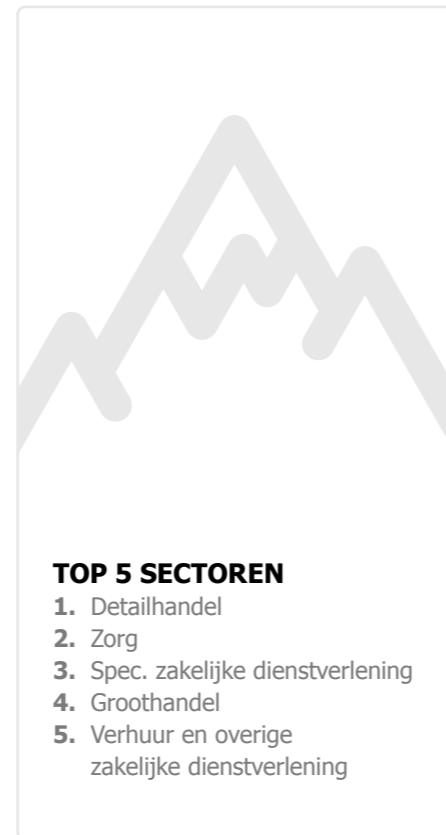 TOP 5 SECTOREN
1. Detailhandel
2. Zorg
3. Spec. zakelijke dienstverlening
4. Groothandel
5. Verhuur en overige
zakelijke dienstverlening